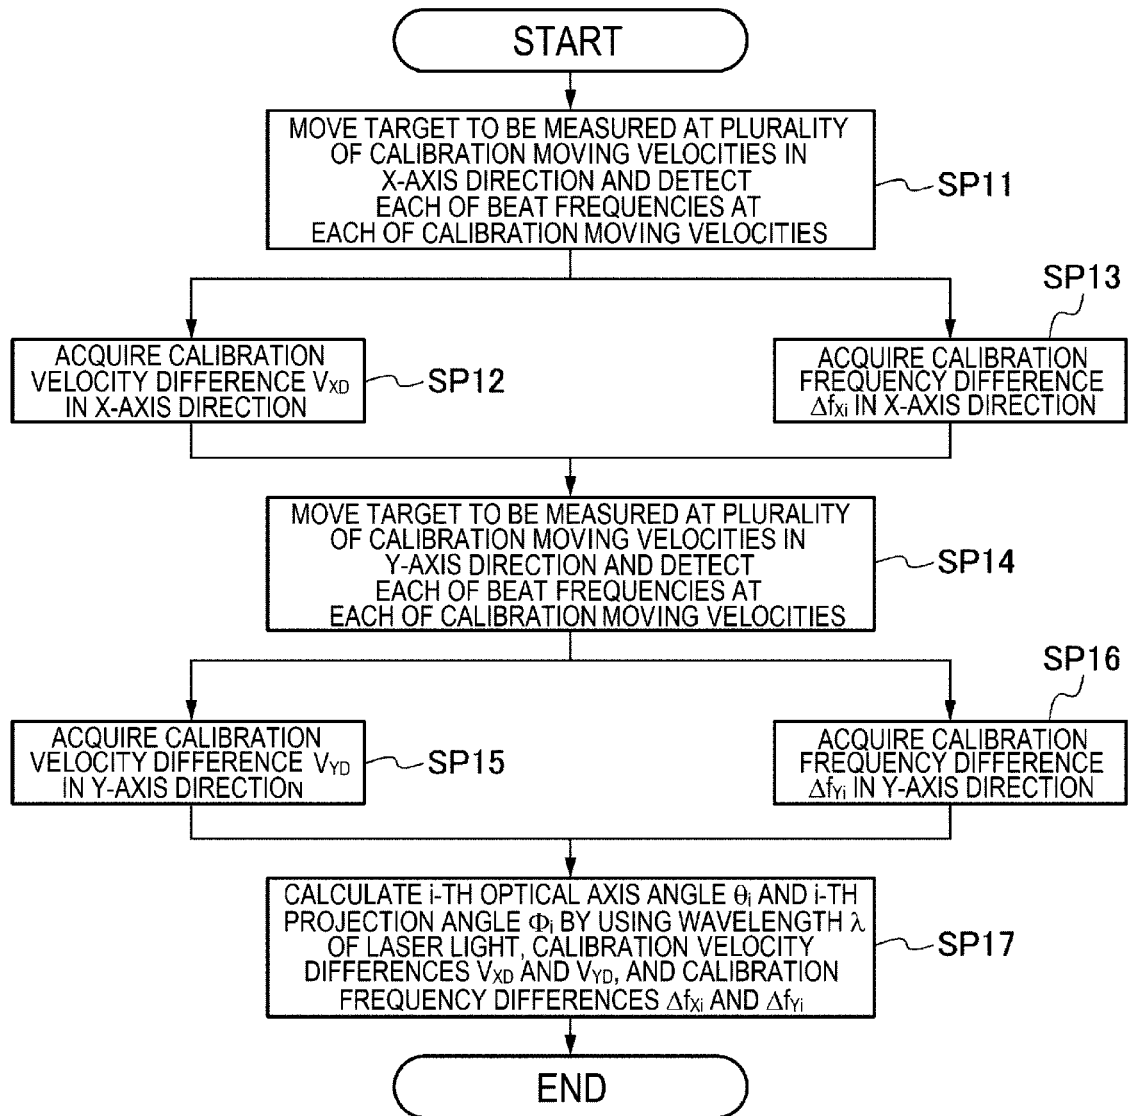 START
MOVE TARGET TO BE MEASURED AT PLURALITY
OF CALIBRATION MOVING VELOCITIES IN
X-AXIS DIRECTION AND DETECT
EACH OF BEAT FREQUENCIES AT
EACH OF CALIBRATION MOVING VELOCITIES
SP11
ACQUIRE CALIBRATION
VELOCITY DIFFERENCE VXD
IN X-AXIS DIRECTION
SP12
SP13
ACQUIRE CALIBRATION
FREQUENCY DIFFERENCE
ΔfXi IN X-AXIS DIRECTION
MOVE TARGET TO BE MEASURED AT PLURALITY
OF CALIBRATION MOVING VELOCITIES IN
Y-AXIS DIRECTION AND DETECT
EACH OF BEAT FREQUENCIES AT
EACH OF CALIBRATION MOVING VELOCITIES
SP14
ACQUIRE CALIBRATION
VELOCITY DIFFERENCE VYD
IN Y-AXIS DIRECTION
SP15
SP16
ACQUIRE CALIBRATION
FREQUENCY DIFFERENCE
ΔfYi IN Y-AXIS DIRECTION
CALCULATE i-TH OPTICAL AXIS ANGLE θi AND i-TH
PROJECTION ANGLE Φi BY USING WAVELENGTH λ
OF LASER LIGHT, CALIBRATION VELOCITY
DIFFERENCES VXD AND VYD, AND CALIBRATION
FREQUENCY DIFFERENCES ΔfXi AND ΔfYi
SP17
END